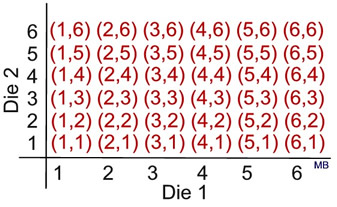 6 (1,6) (2,6) (3,6) (4,6) (5,6) (6,6)
5 (1,5) (2,5) (3,5) (4,5) (5,5) (6,5)
4 (1,4) (2,4) (3,4) (4,4) (5,4) (6,4)
3 (1,3) (2,3) (3,3) (4,3) (5,3) (6,3)
2 (1,2) (2,2) (3,2) (4,2) (5,2) (6,2)
1 (1,1) (2,1) (3,1) (4,1) (5,1) (6,1)
Die 2
1 2 3 4 5 6 MB
Die 1